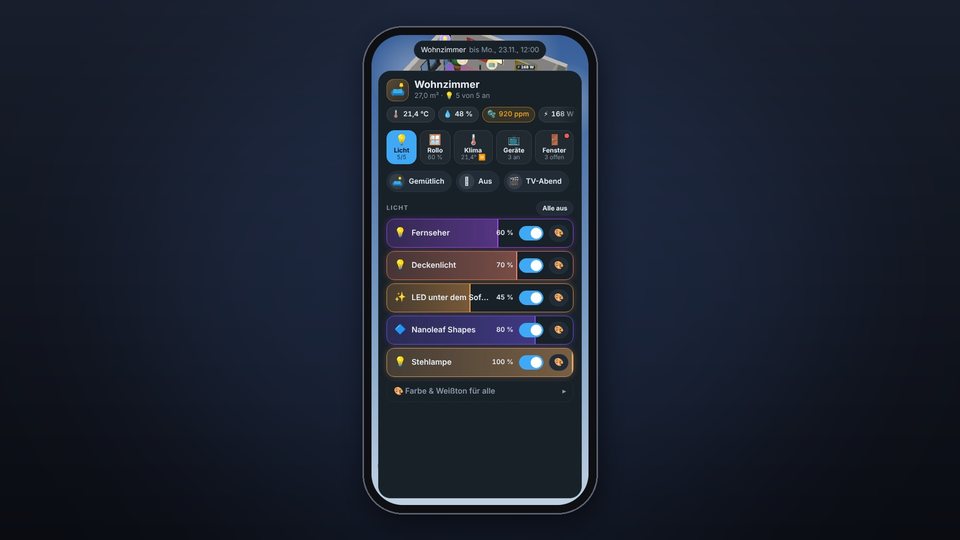 Wohnzimmer bis Mo., 23.11., 12:00
168 W
Wohnzimmer
27,0 m² · 5 von 5 an
21,4 °C 48 % 920 ppm 168 W
Licht Rollo Klima Geräte Fenster
5/5 60 % 21,4° 3 an 3 offen
Gemütlich Aus TV-Abend
LICHT Alle aus
Fernseher 60 %
Deckenlicht 70 %
LED unter dem Sof... 45 %
Nanoleaf Shapes 80 %
Stehlampe 100 %
Farbe & Weißton für alle